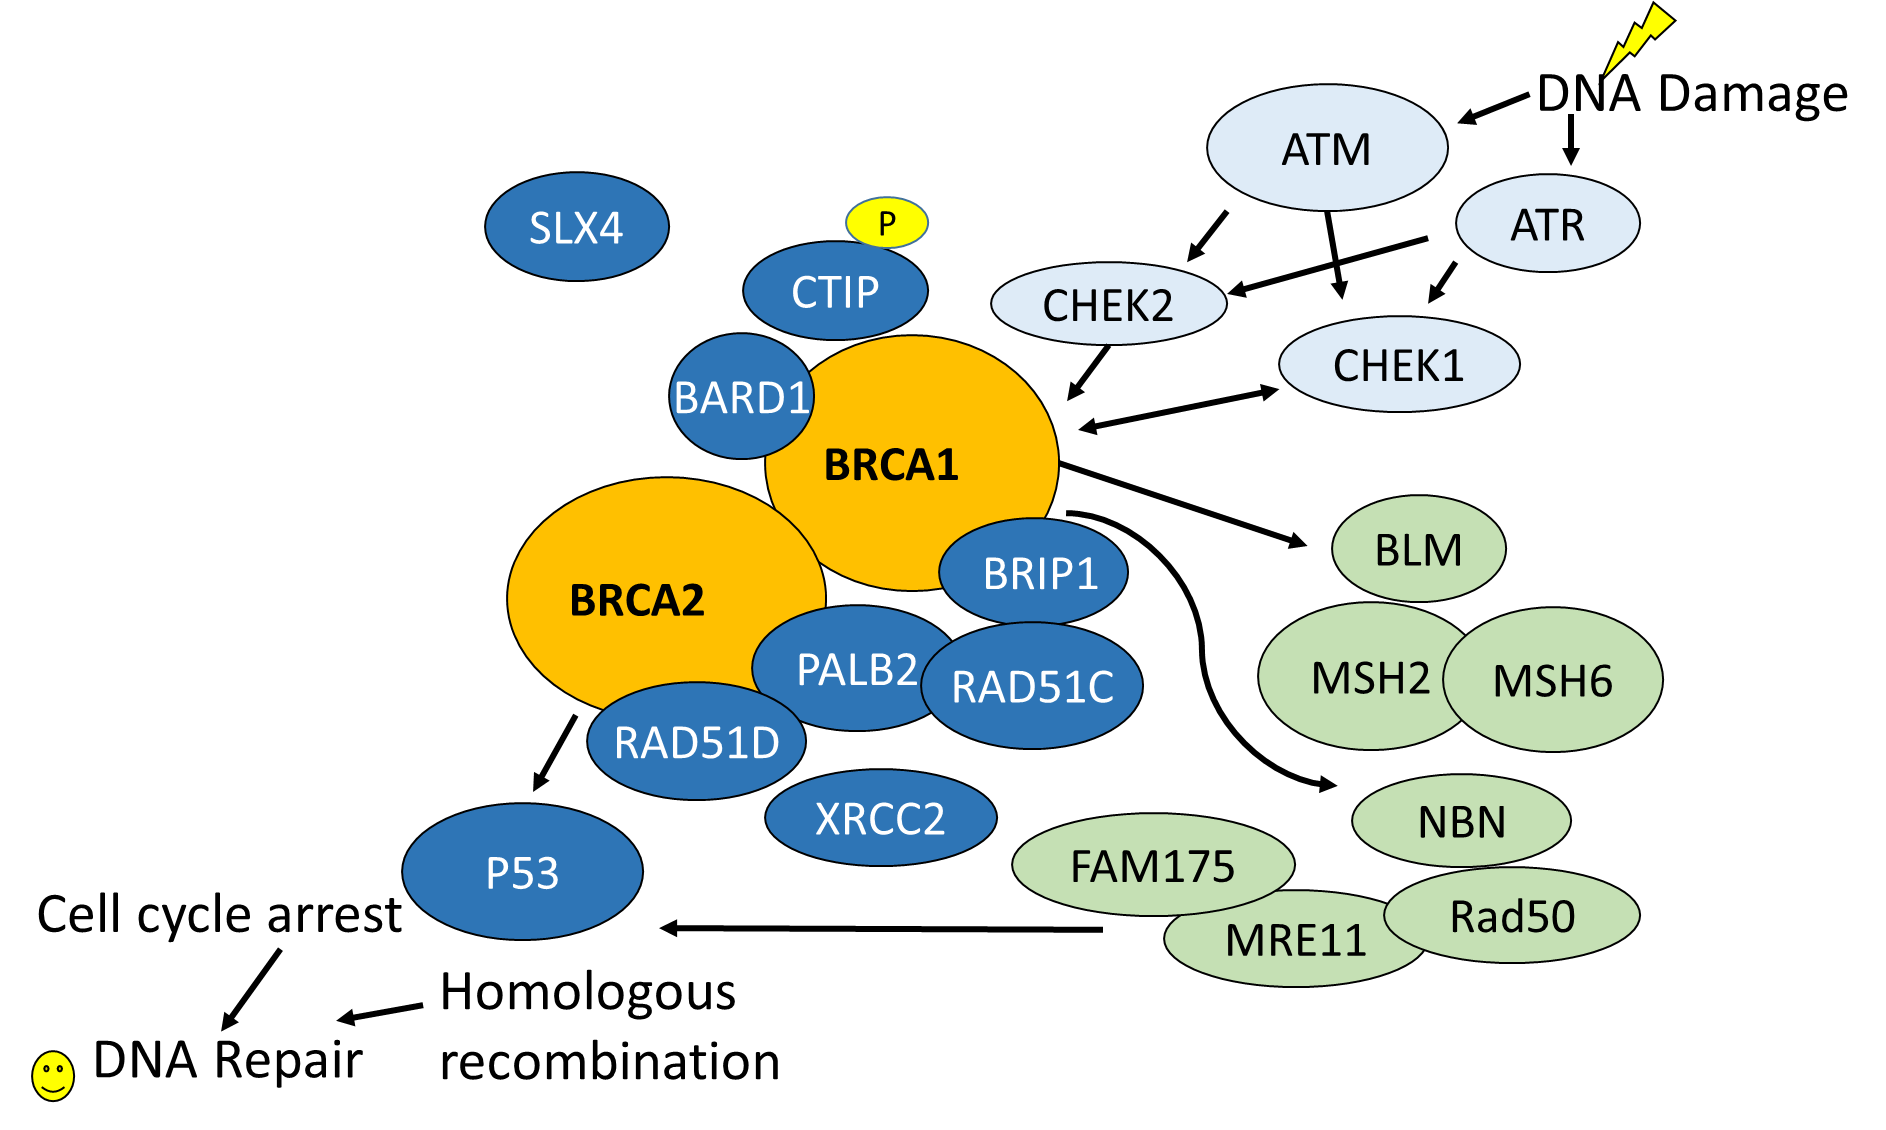 DNA Damage
ATM
ATR
SLX4
P
CTIP
CHEK2
CHEK1
BARD1
BRCA1
BRCA2
BRIP1
BLM
PALB2
RAD51C
MSH2
MSH6
RAD51D
XRCC2
NBN
P53
FAM175
Rad50
MRE11
Cell cycle arrest
Homologous
recombination
DNA Repair